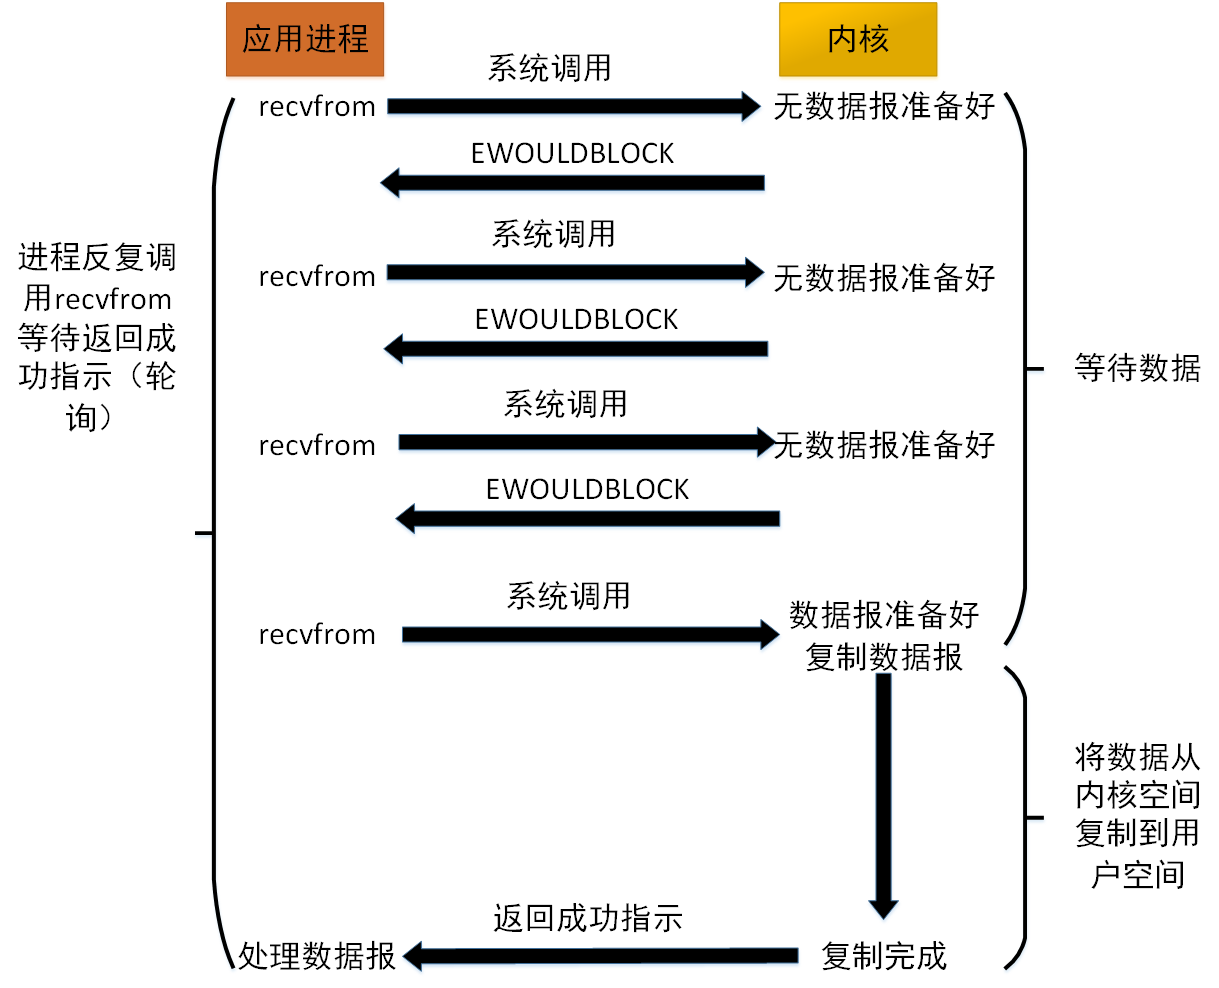 应用进程
内核
系统调用
recvfrom
无数据报准备好
EWOULDBLOCK
系统调用
recvfrom
无数据报准备好
EWOULDBLOCK
系统调用
recvfrom
无数据报准备好
EWOULDBLOCK
系统调用
recvfrom
数据报准备好
复制数据报
返回成功指示
处理数据报
复制完成
进程反复调
用recvfrom
等待返回成
功指示（轮
询）
等待数据
将数据从
内核空间
复制到用
户空间